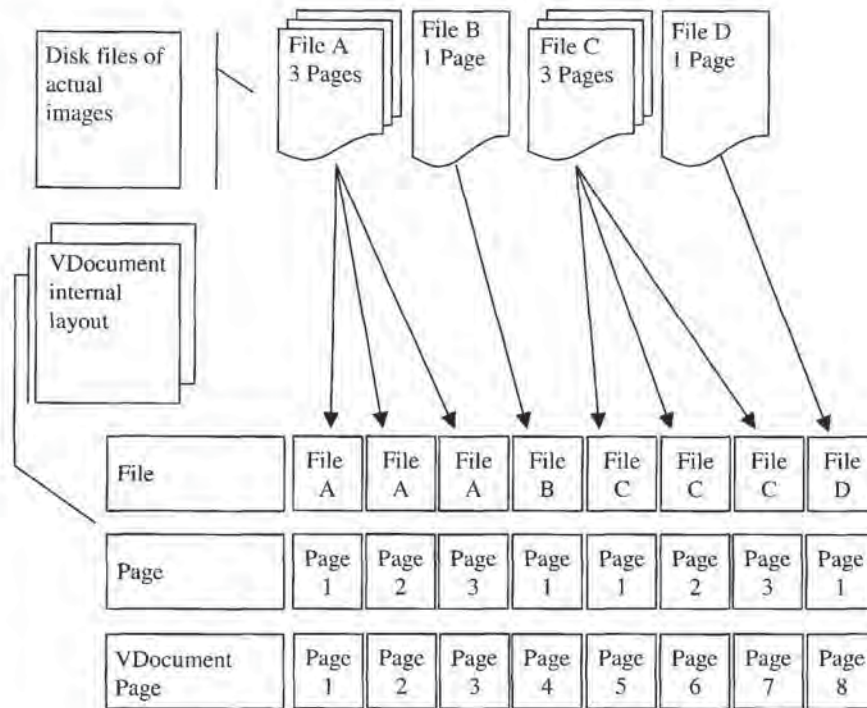 Disk files of
actual
images
File A
3 Pages
File B
1 Page
File C
3 Pages
File D
1 Page
VDocument
internal
layout
File
File A
File A
File A
File B
File C
File C
File C
File D
Page
Page 1
Page 2
Page 3
Page 1
Page 1
Page 2
Page 3
Page 1
VDocument
Page
Page 1
Page 2
Page 3
Page 4
Page 5
Page 6
Page 7
Page 8